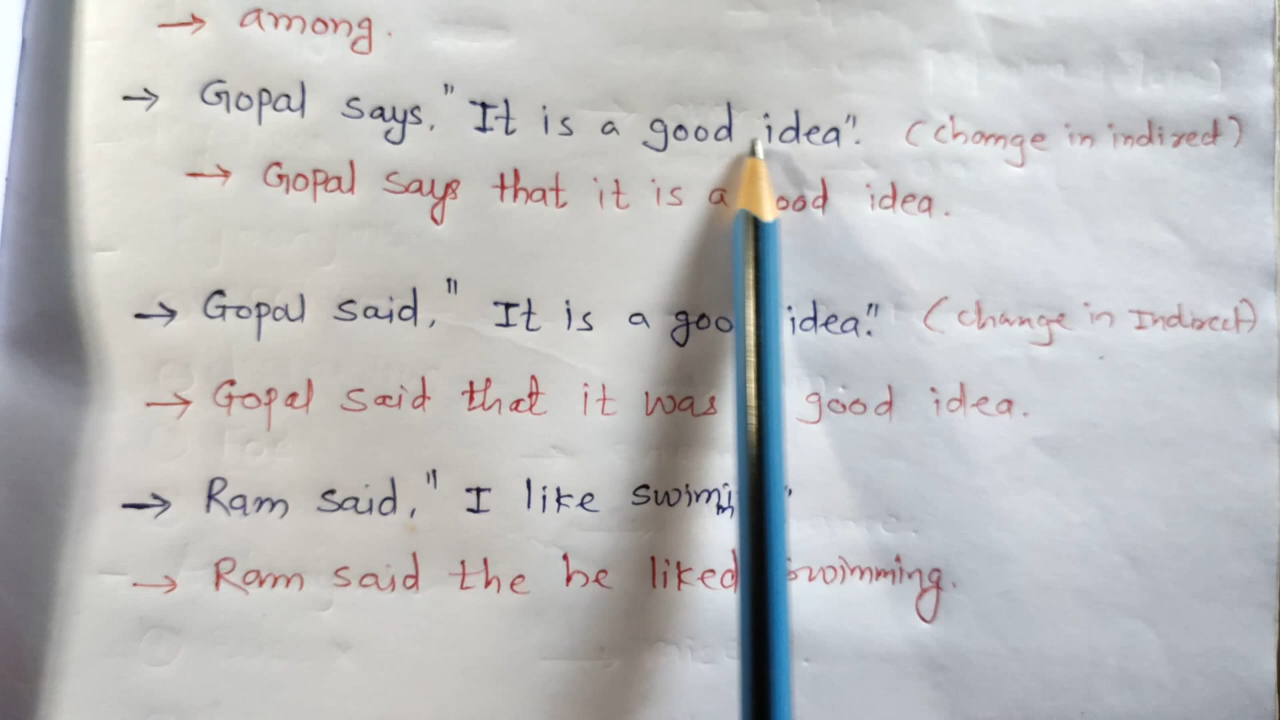 → among.
→ Gopal says, "It is a good idea". (change in indirect)
→ Gopal says that it is a ood idea.
→ Gopal said, " It is a goo idea." (change in Indirect)
→ Gopal said that it was good idea.
→ Ram said, " I like
→ Ram said the he liked swimming.